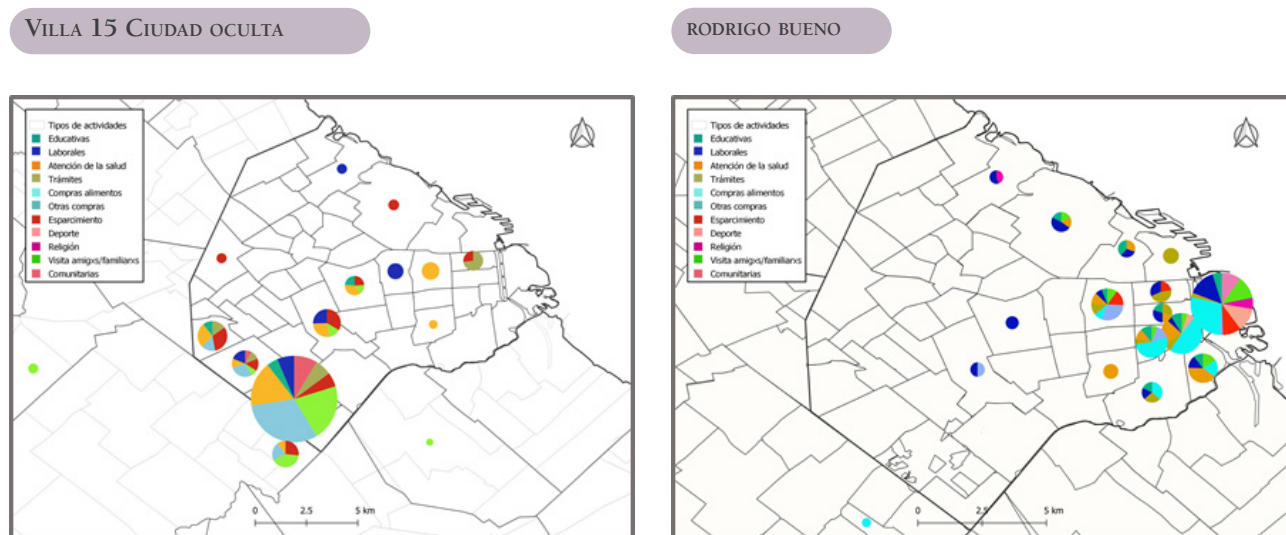 VILLA 15 CIUDAD OCULTA
Tipos de actividades
Educativas
Laborales
Atención de la salud
Trámites
Compras alimentos
Otras compras
Esparcimiento
Deporte
Religión
Visita amigxs/familiarxs
Comunitarias
0 2.5 5 km
RODRIGO BUENO
Tipos de actividades
Educativas
Laborales
Atención de la salud
Trámites
Compras alimentos
Otras compras
Esparcimiento
Deporte
Religión
Visita amigxs/familiarxs
Comunitarias
0 2.5 5 km